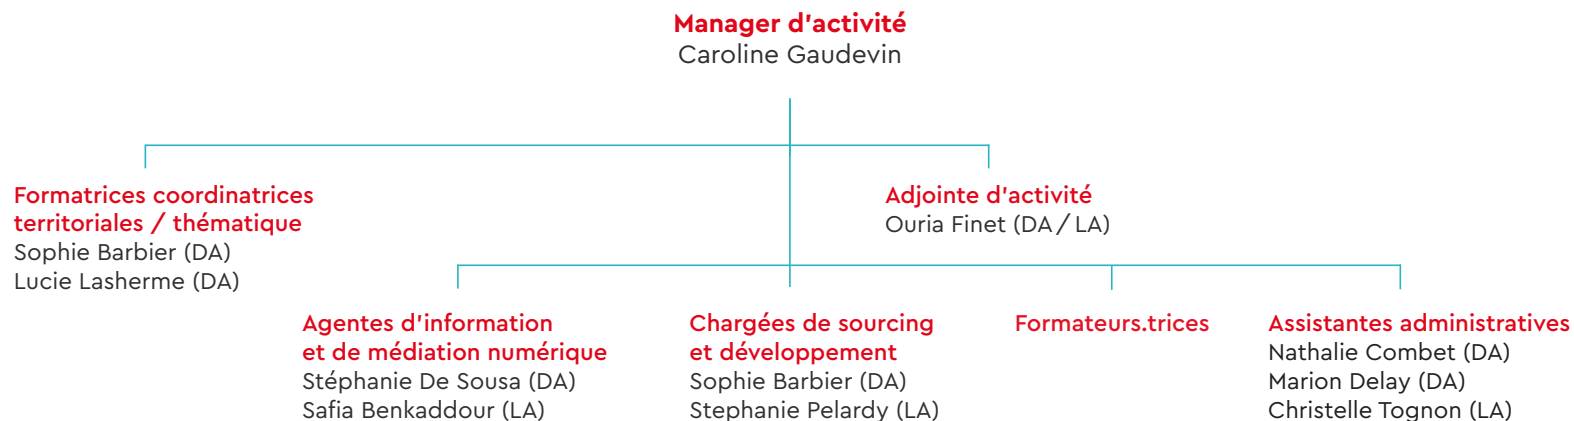 Manager d'activité
Caroline Gaudevin
Formatrices coordinatrices
territoriales / thématique
Sophie Barbier (DA)
Lucie Lasherme (DA)
Adjointe d'activité
Ouria Finet (DA / LA)
Agentes d'information
et de médiation numérique
Stéphanie De Sousa (DA)
Safia Benkaddour (LA)
Chargées de sourcing
et développement
Sophie Barbier (DA)
Stephanie Pelardy (LA)
Formateurs.trices
Assistantes administratives
Nathalie Combet (DA)
Marion Delay (DA)
Christelle Tognon (LA)